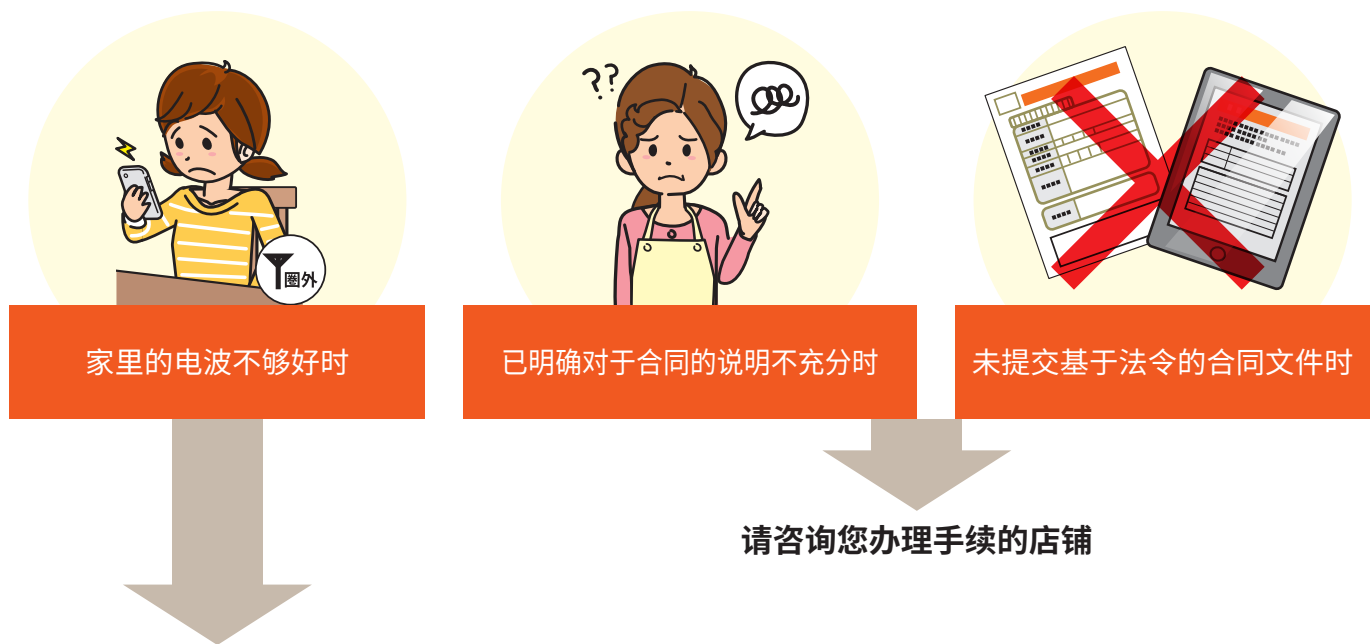 ??
圏外
家里的电波不够好时
已明确对于合同的说明不充分时
未提交基于法令的合同文件时
请咨询您办理手续的店铺